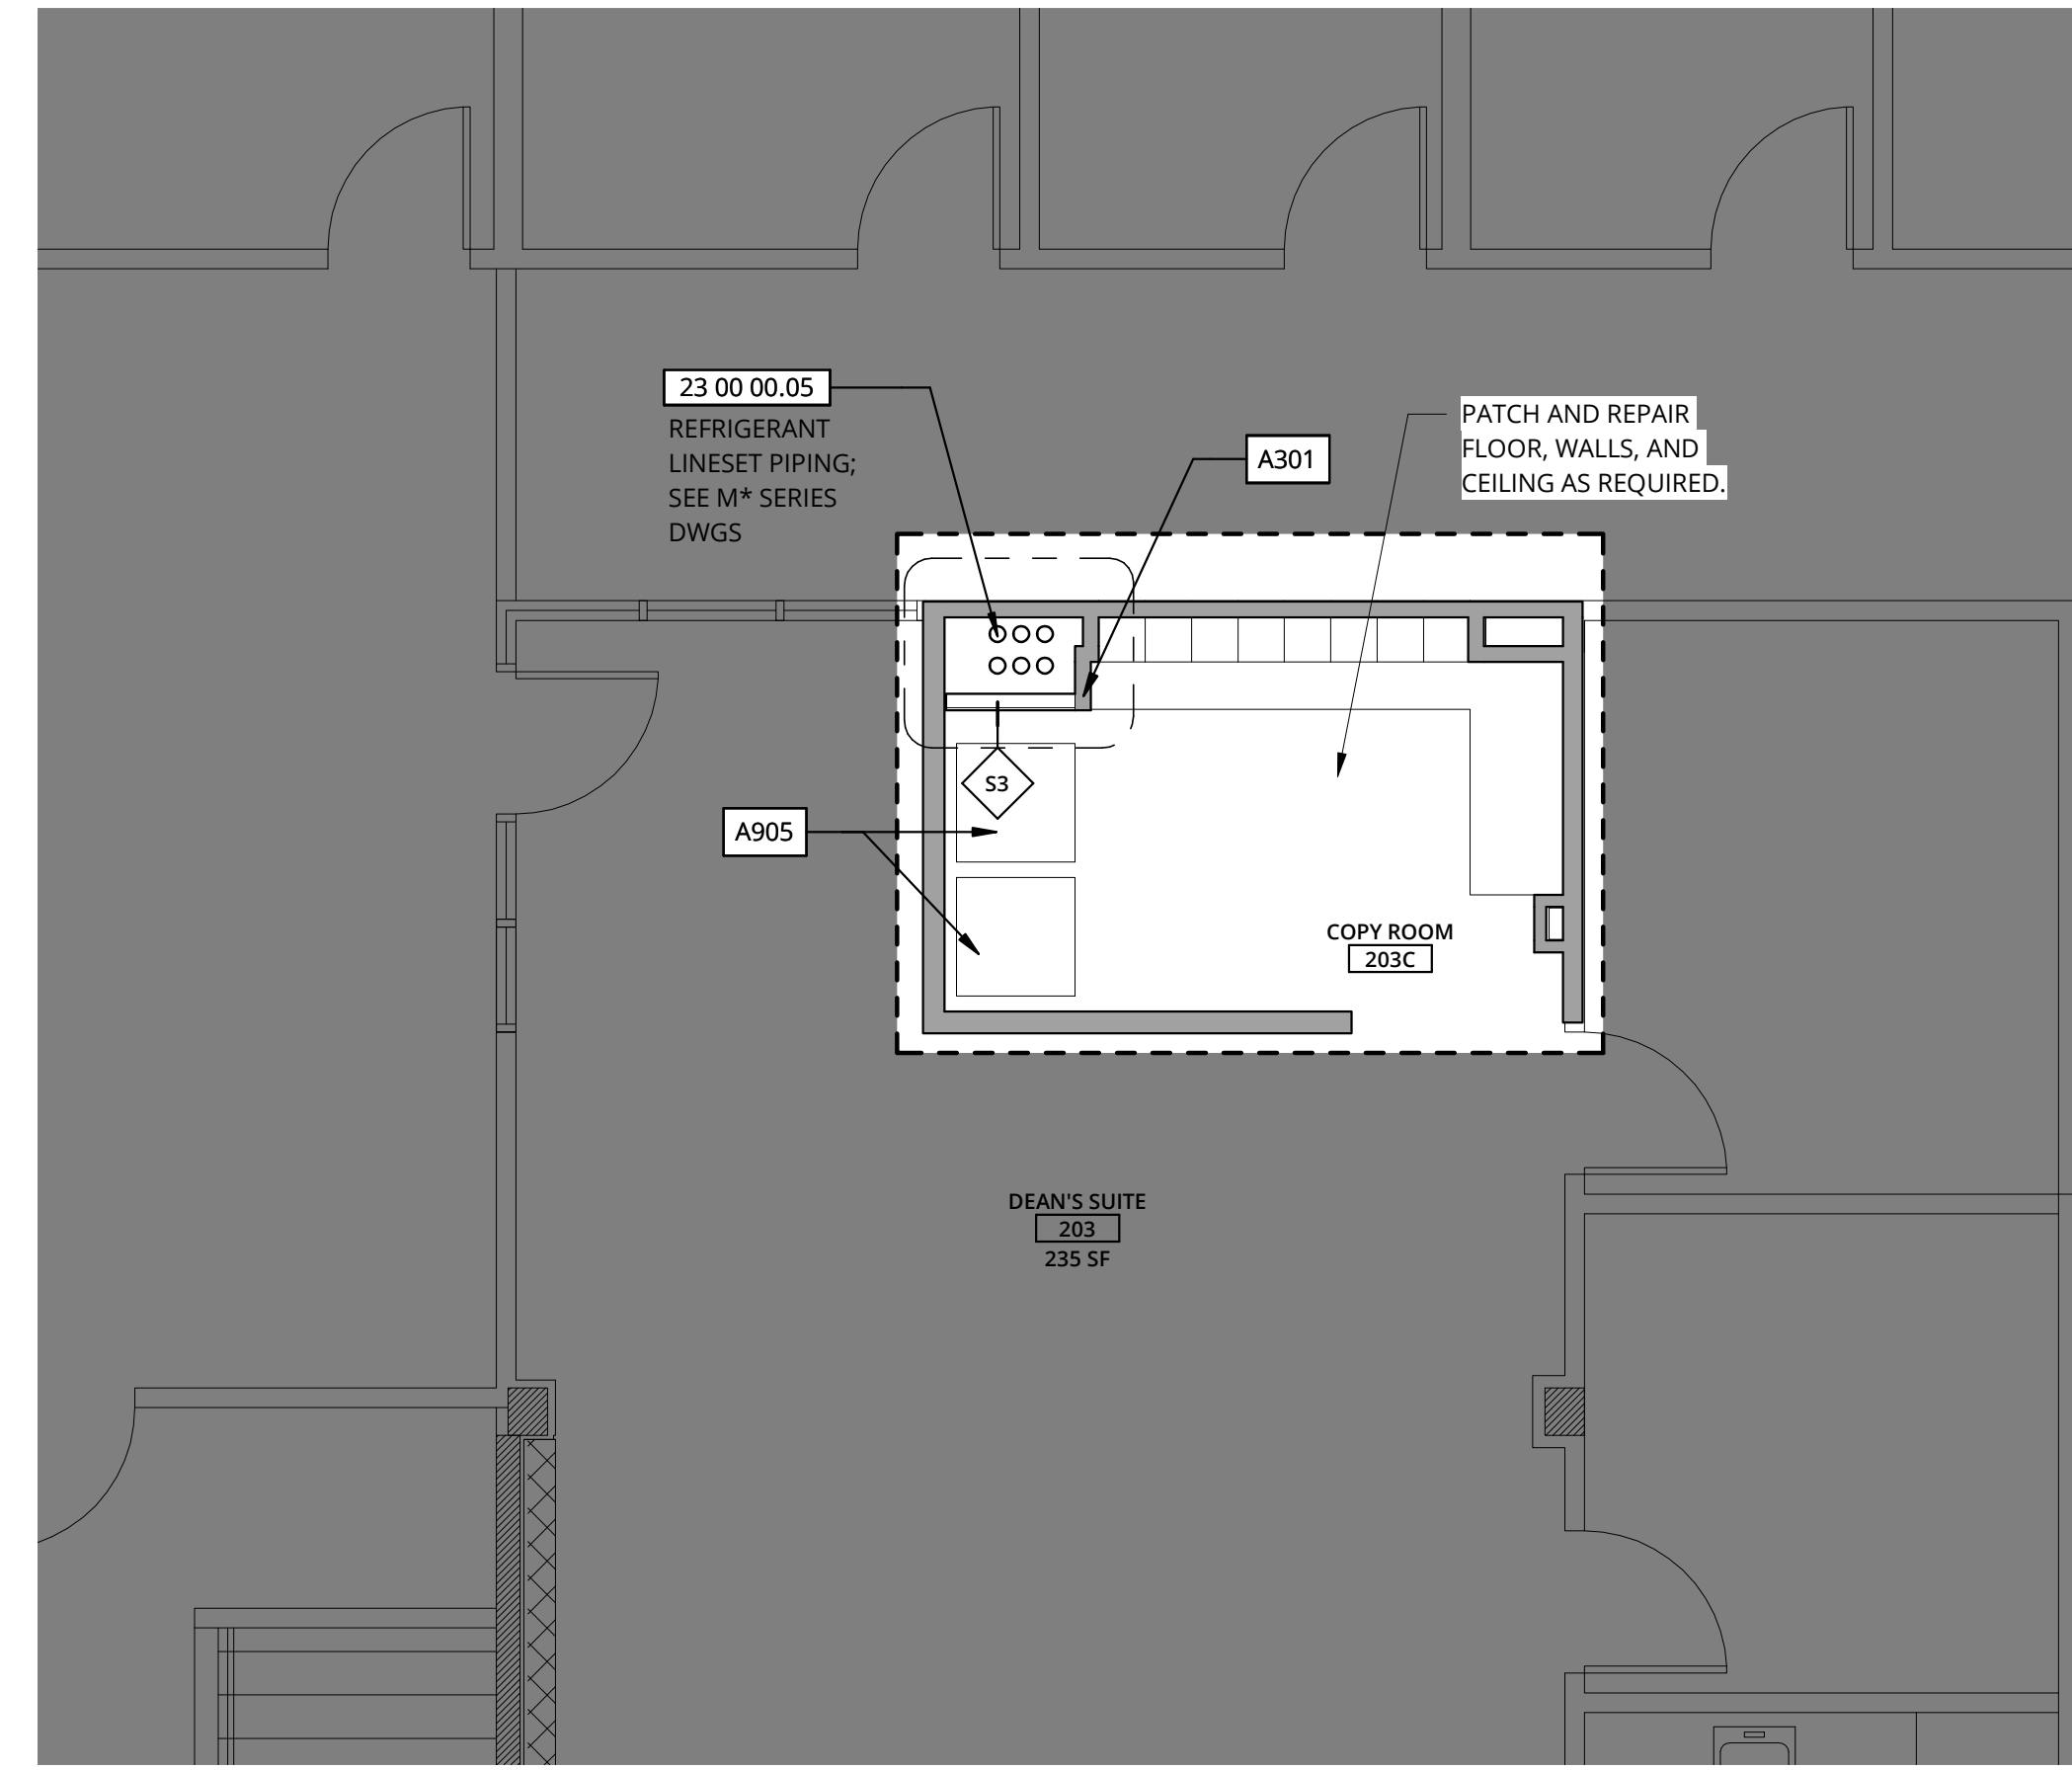 23 00 00.05
REFRIGERANT
LINESET PIPING;
SEE M* SERIES
DWGS
A301
PATCH AND REPAIR
FLOOR, WALLS, AND
CEILING AS REQUIRED.
S3
A905
COPY ROOM
203C
DEAN'S SUITE
203
235 SF